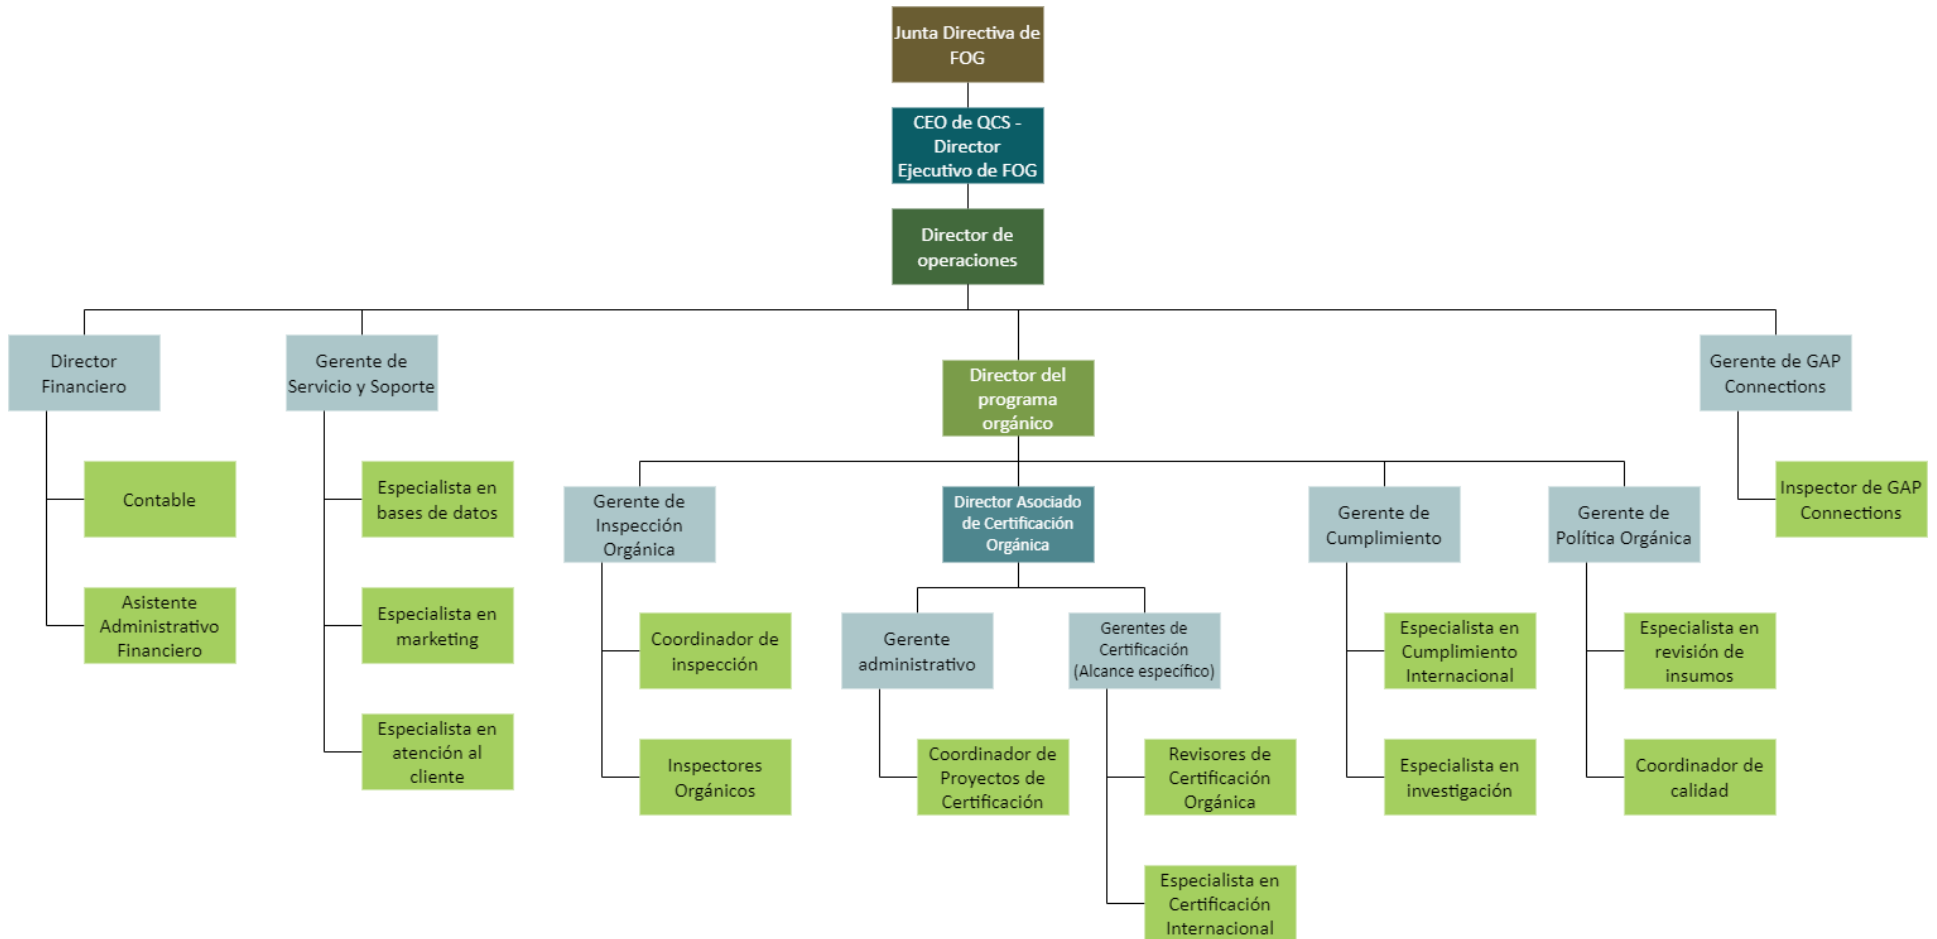 Junta Directiva de
FOG
CEO de QCS -
Director
Ejecutivo de FOG
Director de
operaciones
Director
Financiero
Gerente de
Servicio y Soporte
Director del
programa
orgánico
Gerente de GAP
Connections
Contable
Especialista en
bases de datos
Gerente de
Inspección
Orgánica
Director Asociado
de Certificación
Orgánica
Gerente de
Cumplimiento
Gerente de
Política Orgánica
Inspector de GAP
Connections
Asistente
Administrativo
Financiero
Especialista en
marketing
Coordinador de
inspección
Gerente
administrativo
Gerentes de
Certificación
(Alcance específico)
Especialista en
Cumplimiento
Internacional
Especialista en
revisión de
insumos
Especialista en
atención al
cliente
Inspectores
Orgánicos
Coordinador de
Proyectos de
Certificación
Revisores de
Certificación
Orgánica
Especialista en
investigación
Coordinador de
calidad
Especialista en
Certificación
Internacional